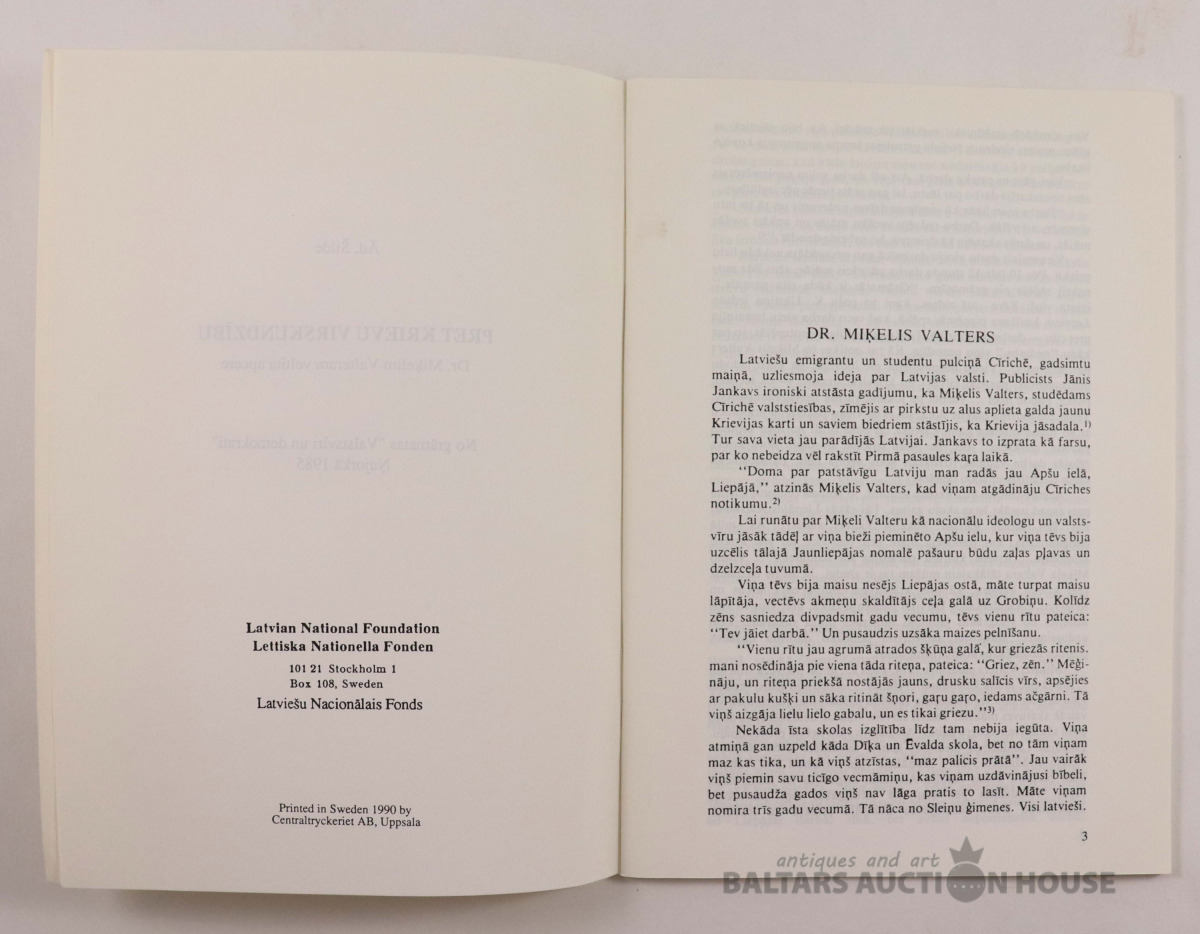 Latvian National Foundation
Lettiska Nationella Fonden
101 21 Stockholm 1
Box 108, Sweden
Latviešu Nacionālais Fonds
Printed in Sweden 1990 by
Centraltryckeriet AB, Uppsala
DR. MIĶELIS VALTERS
Latviešu emigrantu un studentu pulciņā Cīrichē, gadsimtu
maiņā, uzliesmoja ideja par Latvijas valsti. Publicists Jānis
Jankavs ironiski atstāsta gadījumu, ka Miķelis Valters, studēdams
Cīrichē valststiesības, zīmējis ar pirkstu uz alus aplieta galda jaunu
Krievijas karti un saviem biedriem stāstījis, ka Krievija jāsadala.1)
Tur sava vieta jau parādījās Latvijai. Jankavs to izprata kā farsu,
par ko nebeidza vēl rakstīt Pirmā pasaules kaŗa laikā.
“Doma par patstāvīgu Latviju man radās jau Apšu ielā,
Liepājā,” atzinās Miķelis Valters, kad viņam atgādināju Cīriches
notikumu.2)
Lai runātu par Miķeli Valteru kā nacionālu ideologu un valsts-
vīru jāsāk tādēļ ar viņa bieži pieminēto Apšu ielu, kur viņa tēvs bija
uzcēlis tālajā Jaunliepājas nomalē pašauru būdu zaļas pļavas un
dzelzceļa tuvumā.
Viņa tēvs bija maisu nesējs Liepājas ostā, māte turpat maisu
lāpītāja, vectēvs akmeņu skaldītājs ceļa galā uz Grobiņu. Kolīdz
zēns sasniedza divpadsmit gadu vecumu, tēvs vienu rītu pateica:
“Tev jāiet darbā.” Un pusaudzis uzsāka maizes pelnīšanu.
“Vienu rītu jau agrumā atrados šķūņa galā, kur griezās ritenis.
mani nosēdināja pie viena tāda riteņa, pateica: “Griez, zēn.” Mēģi-
nāju, un riteņa priekšā nostājās jauns, drusku salīcis vīrs, apsējies
ar pakulu kušķi un sāka ritināt šņori, gaŗu gaŗo, iedams ačgārni. Tā
viņš aizgāja lielu lielo gabalu, un es tikai griezu.”3)
Nekāda īsta skolas izglītība līdz tam nebija iegūta. Viņa
atmiņā gan uzpeld kāda Dīķa un Ēvalda skola, bet no tām viņam
maz kas tika, un kā viņš atzīstas, “maz palicis prātā”. Jau vairāk
viņš piemin savu ticīgo vecmāmiņu, kas viņam uzdāvinājusi bībeli,
bet pusaudža gados viņš nav lāga pratis to lasīt. Māte viņam
nomira trīs gadu vecumā. Tā nāca no Sleiņu ģimenes. Visi latvieši.
3
antiques and art
BALTARS AUCTION HOUSE